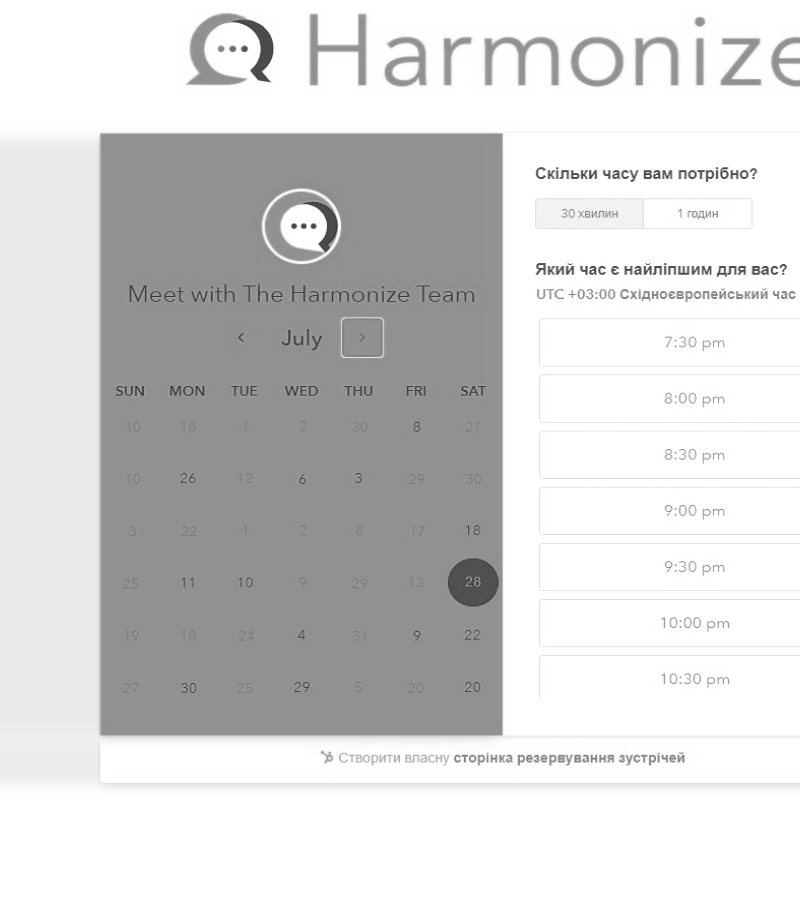 Harmonize
Meet with The Harmonize Team
July
SUN MON TUE WED THU FRI SAT
10 18 1 2 30 8 21
10 26 12 6 3 29 30
3 22 1 2 8 17 18
25 11 10 9 29 13 28
19 18 24 4 31 9 22
27 30 25 29 5 20 20
Скільки часу вам потрібно?
30 хвилин 1 годин
Який час є найліпшим для вас?
UTC +03:00 Східноєвропейський час
7:30 pm
8:00 pm
8:30 pm
9:00 pm
9:30 pm
10:00 pm
10:30 pm
Створити власну сторінка резервування зустрічей